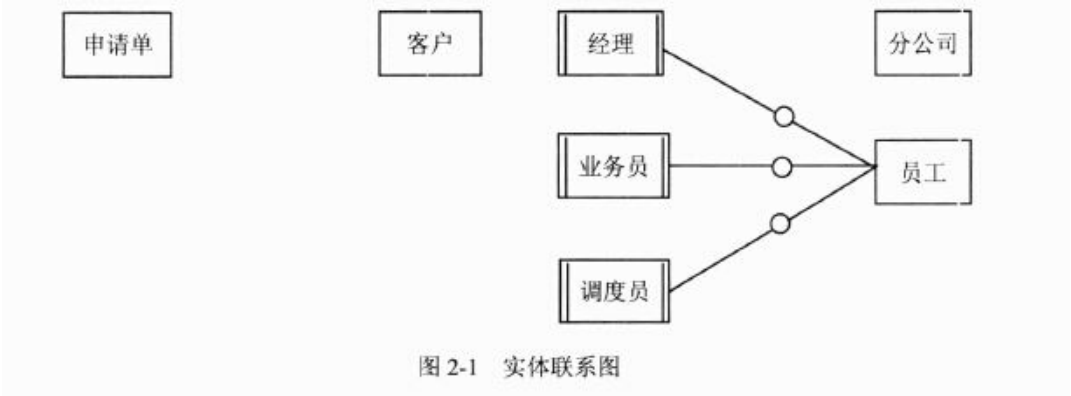 申请单
客户
经理
分公司
业务员
员工
调度员
图 2-1 实体联系图